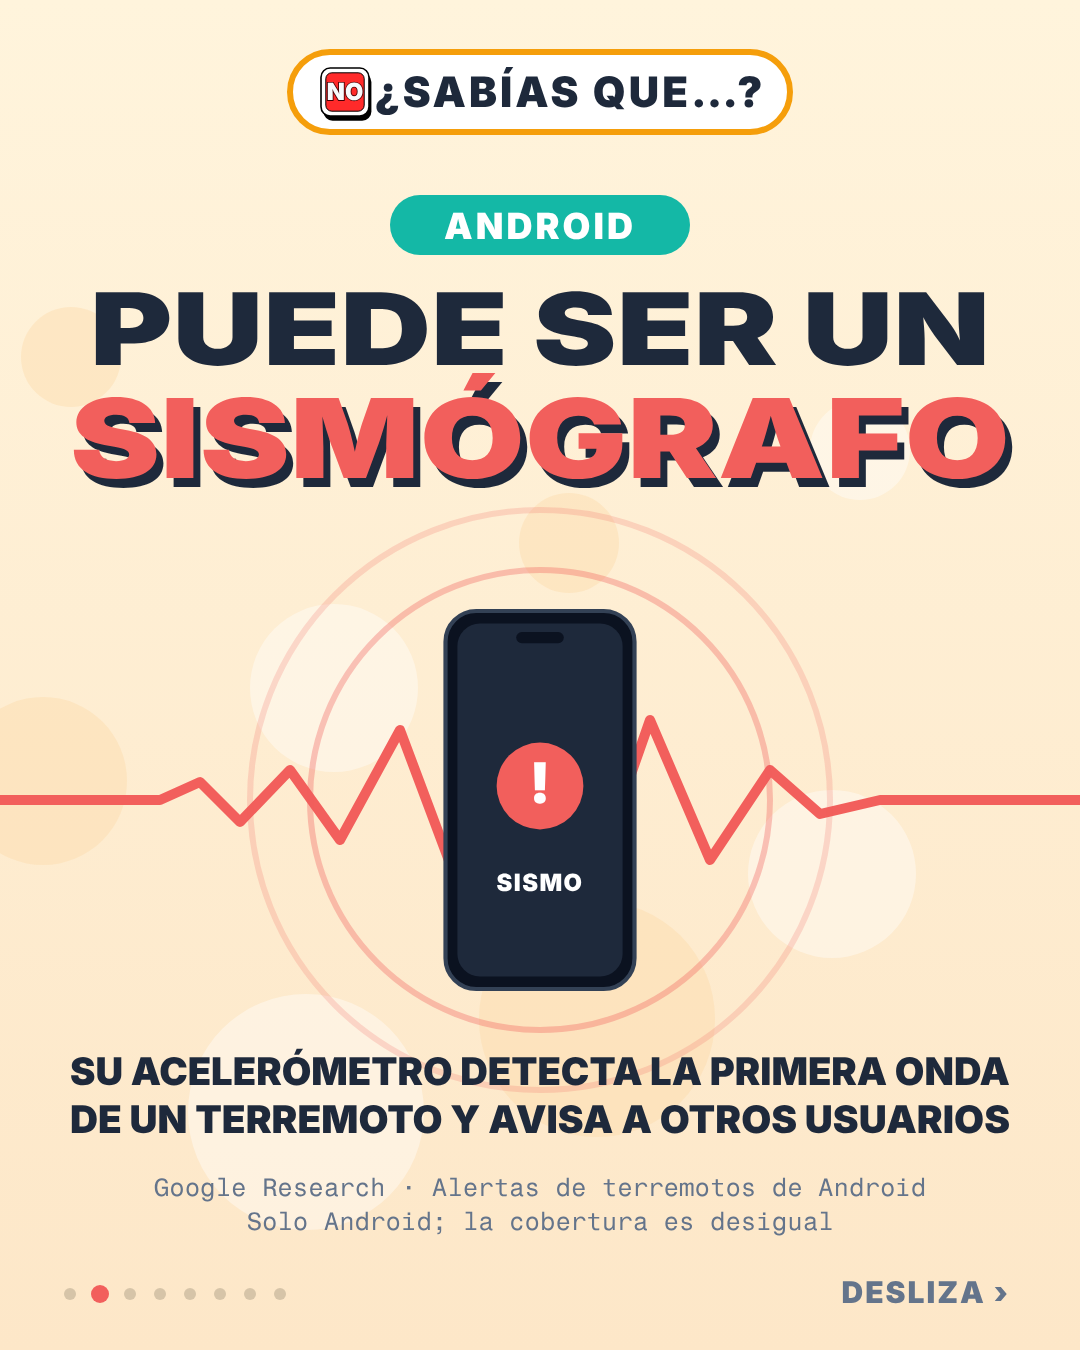 NO ¿SABÍAS QUE...?
ANDROID
PUEDE SER UN
SISMÓGRAFO
!
SISMO
SU ACELERÓMETRO DETECTA LA PRIMERA ONDA
DE UN TERREMOTO Y AVISA A OTROS USUARIOS
Google Research · Alertas de terremotos de Android
Solo Android; la cobertura es desigual
DESLIZA ›